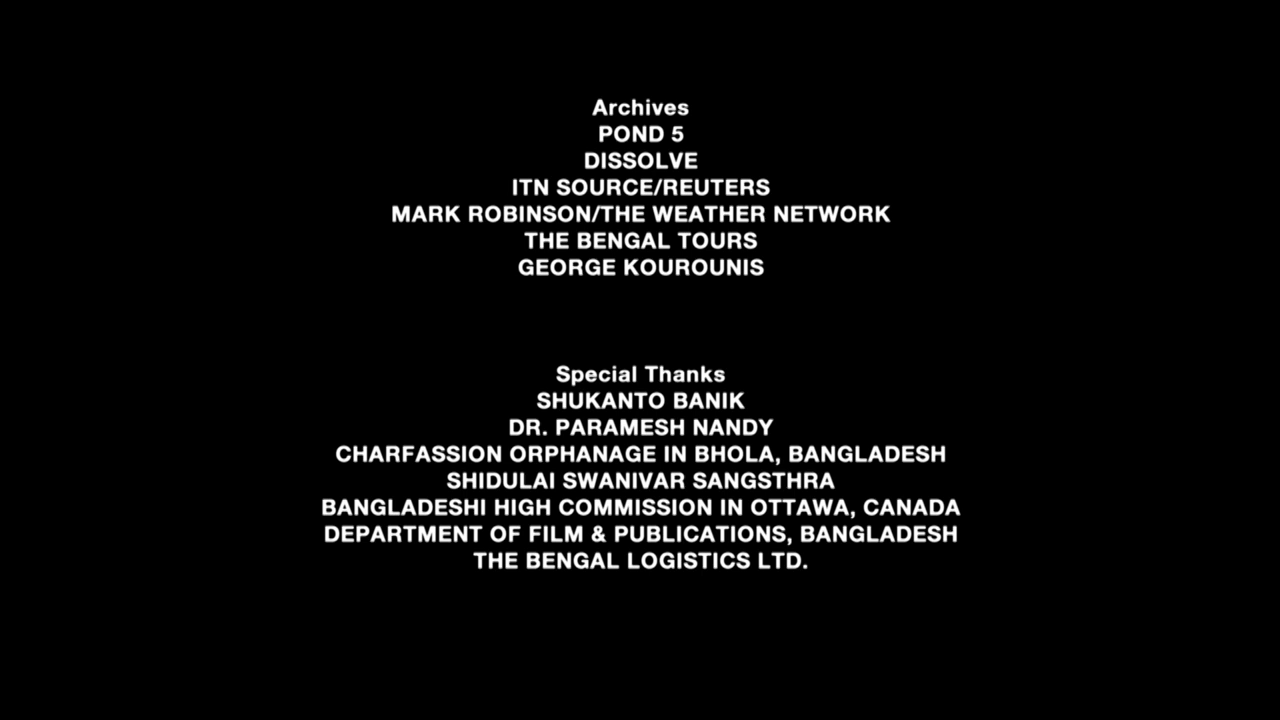 Archives
POND 5
DISSOLVE
ITN SOURCE/REUTERS
MARK ROBINSON/THE WEATHER NETWORK
THE BENGAL TOURS
GEORGE KOUROUNIS
Special Thanks
SHUKANTO BANIK
DR. PARAMESH NANDY
CHARFASSION ORPHANAGE IN BHOLA, BANGLADESH
SHIDULAI SWANIVAR SANGSTHRA
BANGLADESHI HIGH COMMISSION IN OTTAWA, CANADA
DEPARTMENT OF FILM & PUBLICATIONS, BANGLADESH
THE BENGAL LOGISTICS LTD.